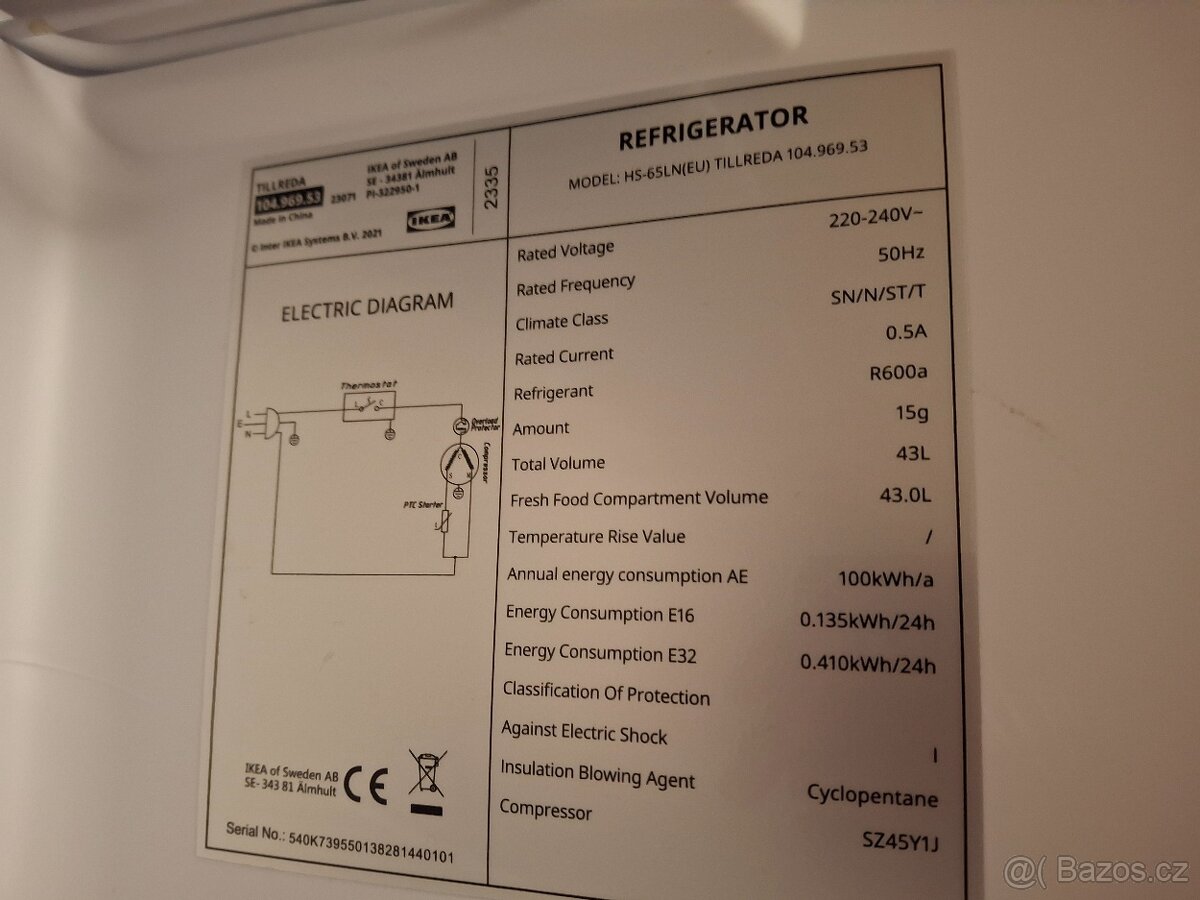 TILLREDA
104.969.53
Made in China
23071
IKEA of Sweden AB
SE - 34381 Älmhult
PI-322950-1
IKEA
© Inter IKEA Systems B.V. 2021
2335
REFRIGERATOR
MODEL: HS-65LN(EU) TILLREDA 104.969.53
ELECTRIC DIAGRAM
Thermostat
L C
L
E
N
Overload
Protector
C
S M
Compressor
PTC Starter
Rated Voltage 220-240V~
Rated Frequency 50Hz
Climate Class SN/N/ST/T
Rated Current 0.5A
Refrigerant R600a
Amount 15g
Total Volume 43L
Fresh Food Compartment Volume 43.0L
Temperature Rise Value /
Annual energy consumption AE 100kWh/a
Energy Consumption E16 0.135kWh/24h
Energy Consumption E32 0.410kWh/24h
Classification Of Protection
Against Electric Shock I
Insulation Blowing Agent Cyclopentane
Compressor SZ45Y1J
IKEA of Sweden AB
SE- 343 81 Älmhult
CE
Serial No.: 540K739550138281440101
@( Bazos.cz